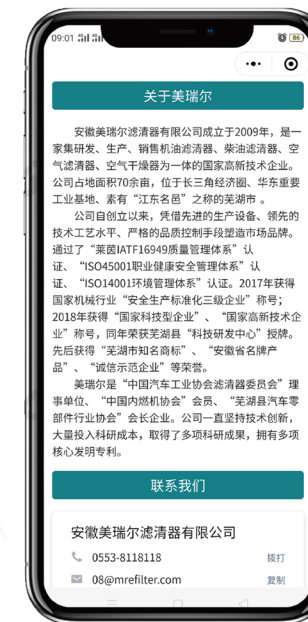 09:01
86
关于美瑞尔
安徽美瑞尔滤清器有限公司成立于2009年，是一
家集研发、生产、销售机油滤清器、柴油滤清器、空
气滤清器、空气干燥器为一体的国家高新技术企业。
公司占地面积70余亩，位于长三角经济圈、华东重要
工业基地、素有“江东名邑”之称的芜湖市 。
公司自创立以来，凭借先进的生产设备、领先的
技术工艺水平、严格的品质控制手段塑造市场品牌。
通过了“莱茵IATF16949质量管理体系”认
证、“ISO45001职业健康安全管理体系”认
证、“ISO14001环境管理体系”认证。2017年获得
国家机械行业“安全生产标准化三级企业”称号；
2018年获得“国家科技型企业”、“国家高新技术企
业”称号，同年荣获芜湖县“科技研发中心”授牌。
先后获得“芜湖市知名商标”、“安徽省名牌产
品”、“诚信示范企业”等荣誉。
美瑞尔是“中国汽车工业协会滤清器委员会”理
事单位、“中国内燃机协会”会员、“芜湖县汽车零
部件行业协会”会长企业。公司一直坚持技术创新，
大量投入科研成本，取得了多项科研成果，拥有多项
核心发明专利。
联系我们
安徽美瑞尔滤清器有限公司
0553-8118118 拨打
08@mrefilter.com 复制